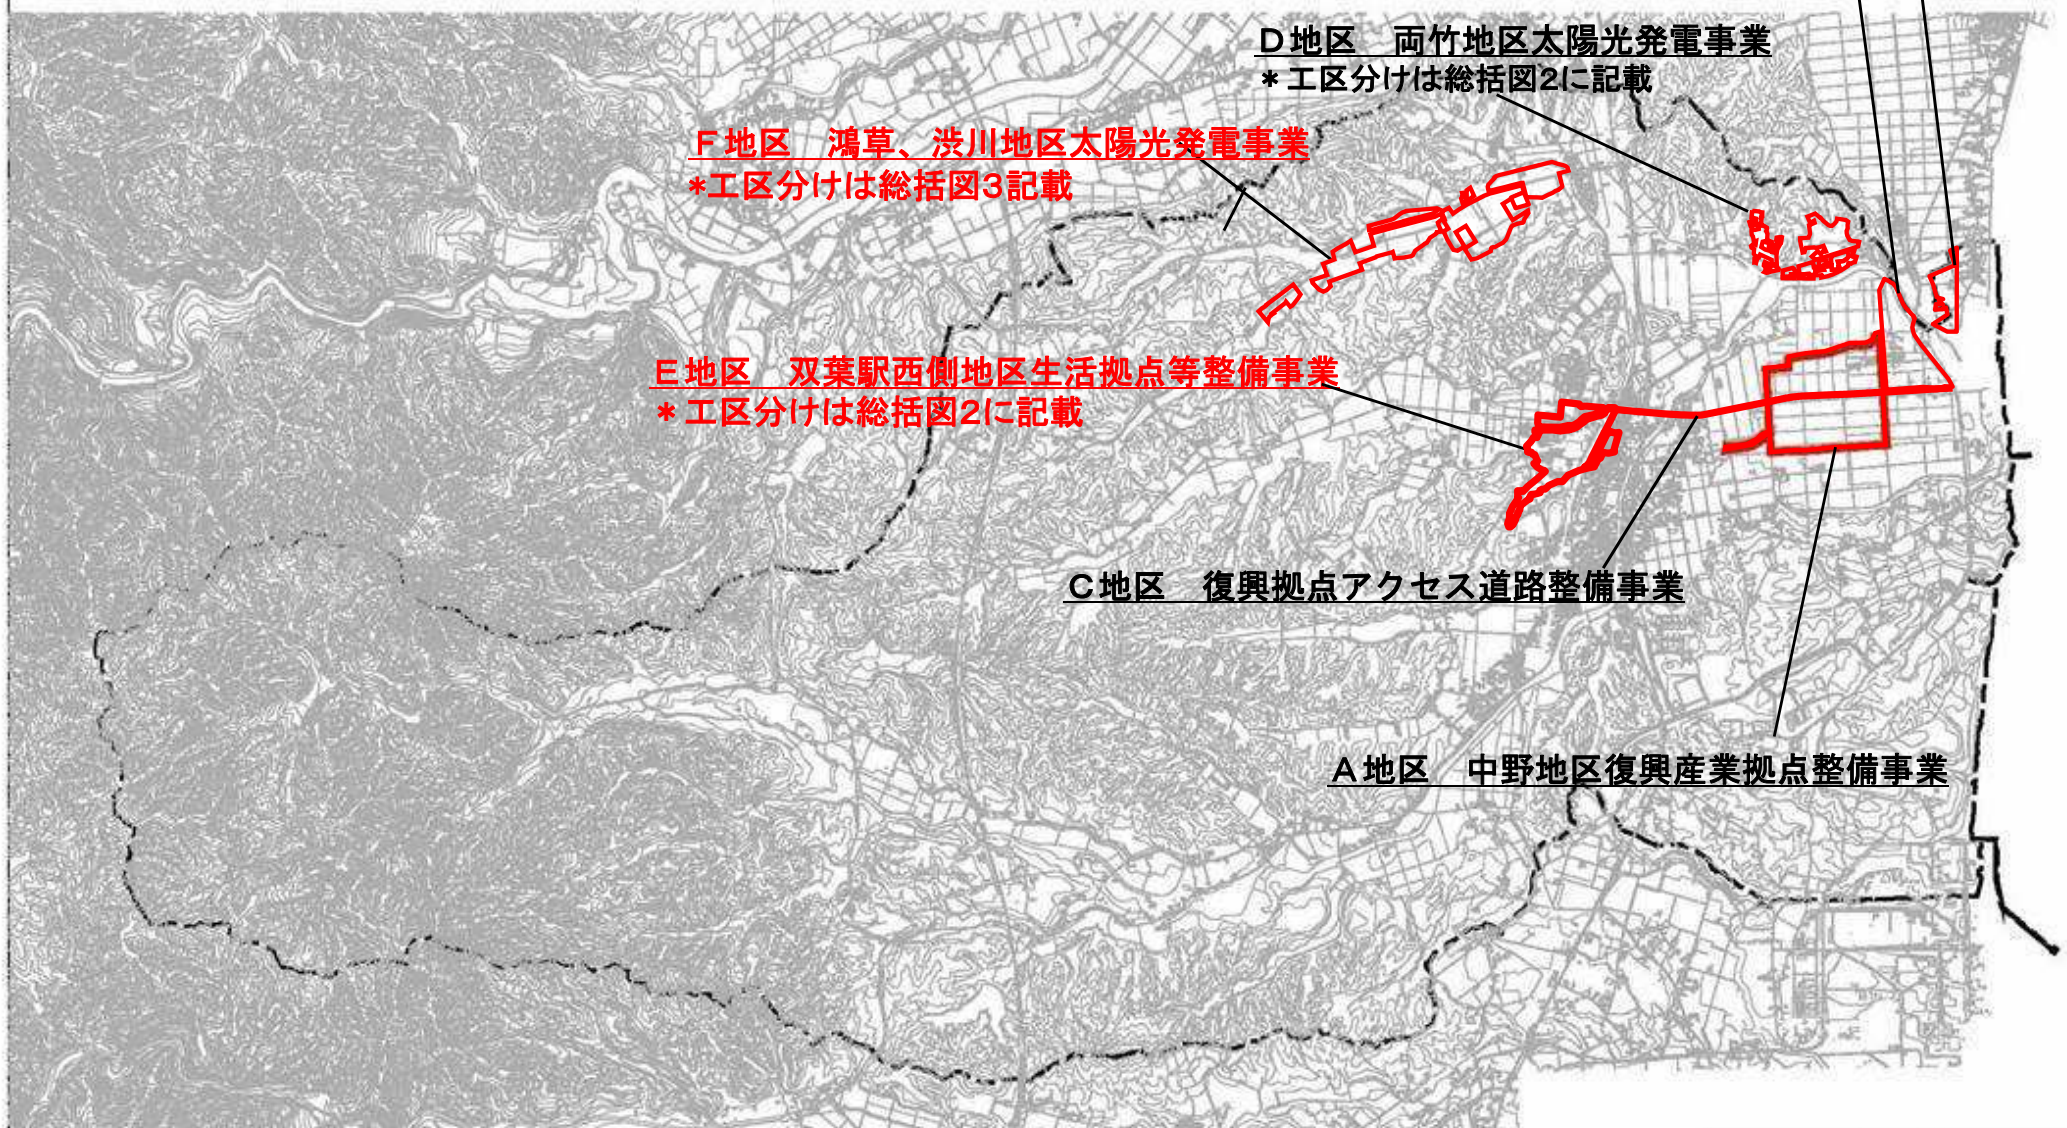 D地区　両竹地区太陽光発電事業
*工区分けは総括図2に記載
F地区　鴻草、渋川地区太陽光発電事業
*工区分けは総括図3記載
E地区　双葉駅西側地区生活拠点等整備事業
*工区分けは総括図2に記載
C地区　復興拠点アクセス道路整備事業
A地区　中野地区復興産業拠点整備事業